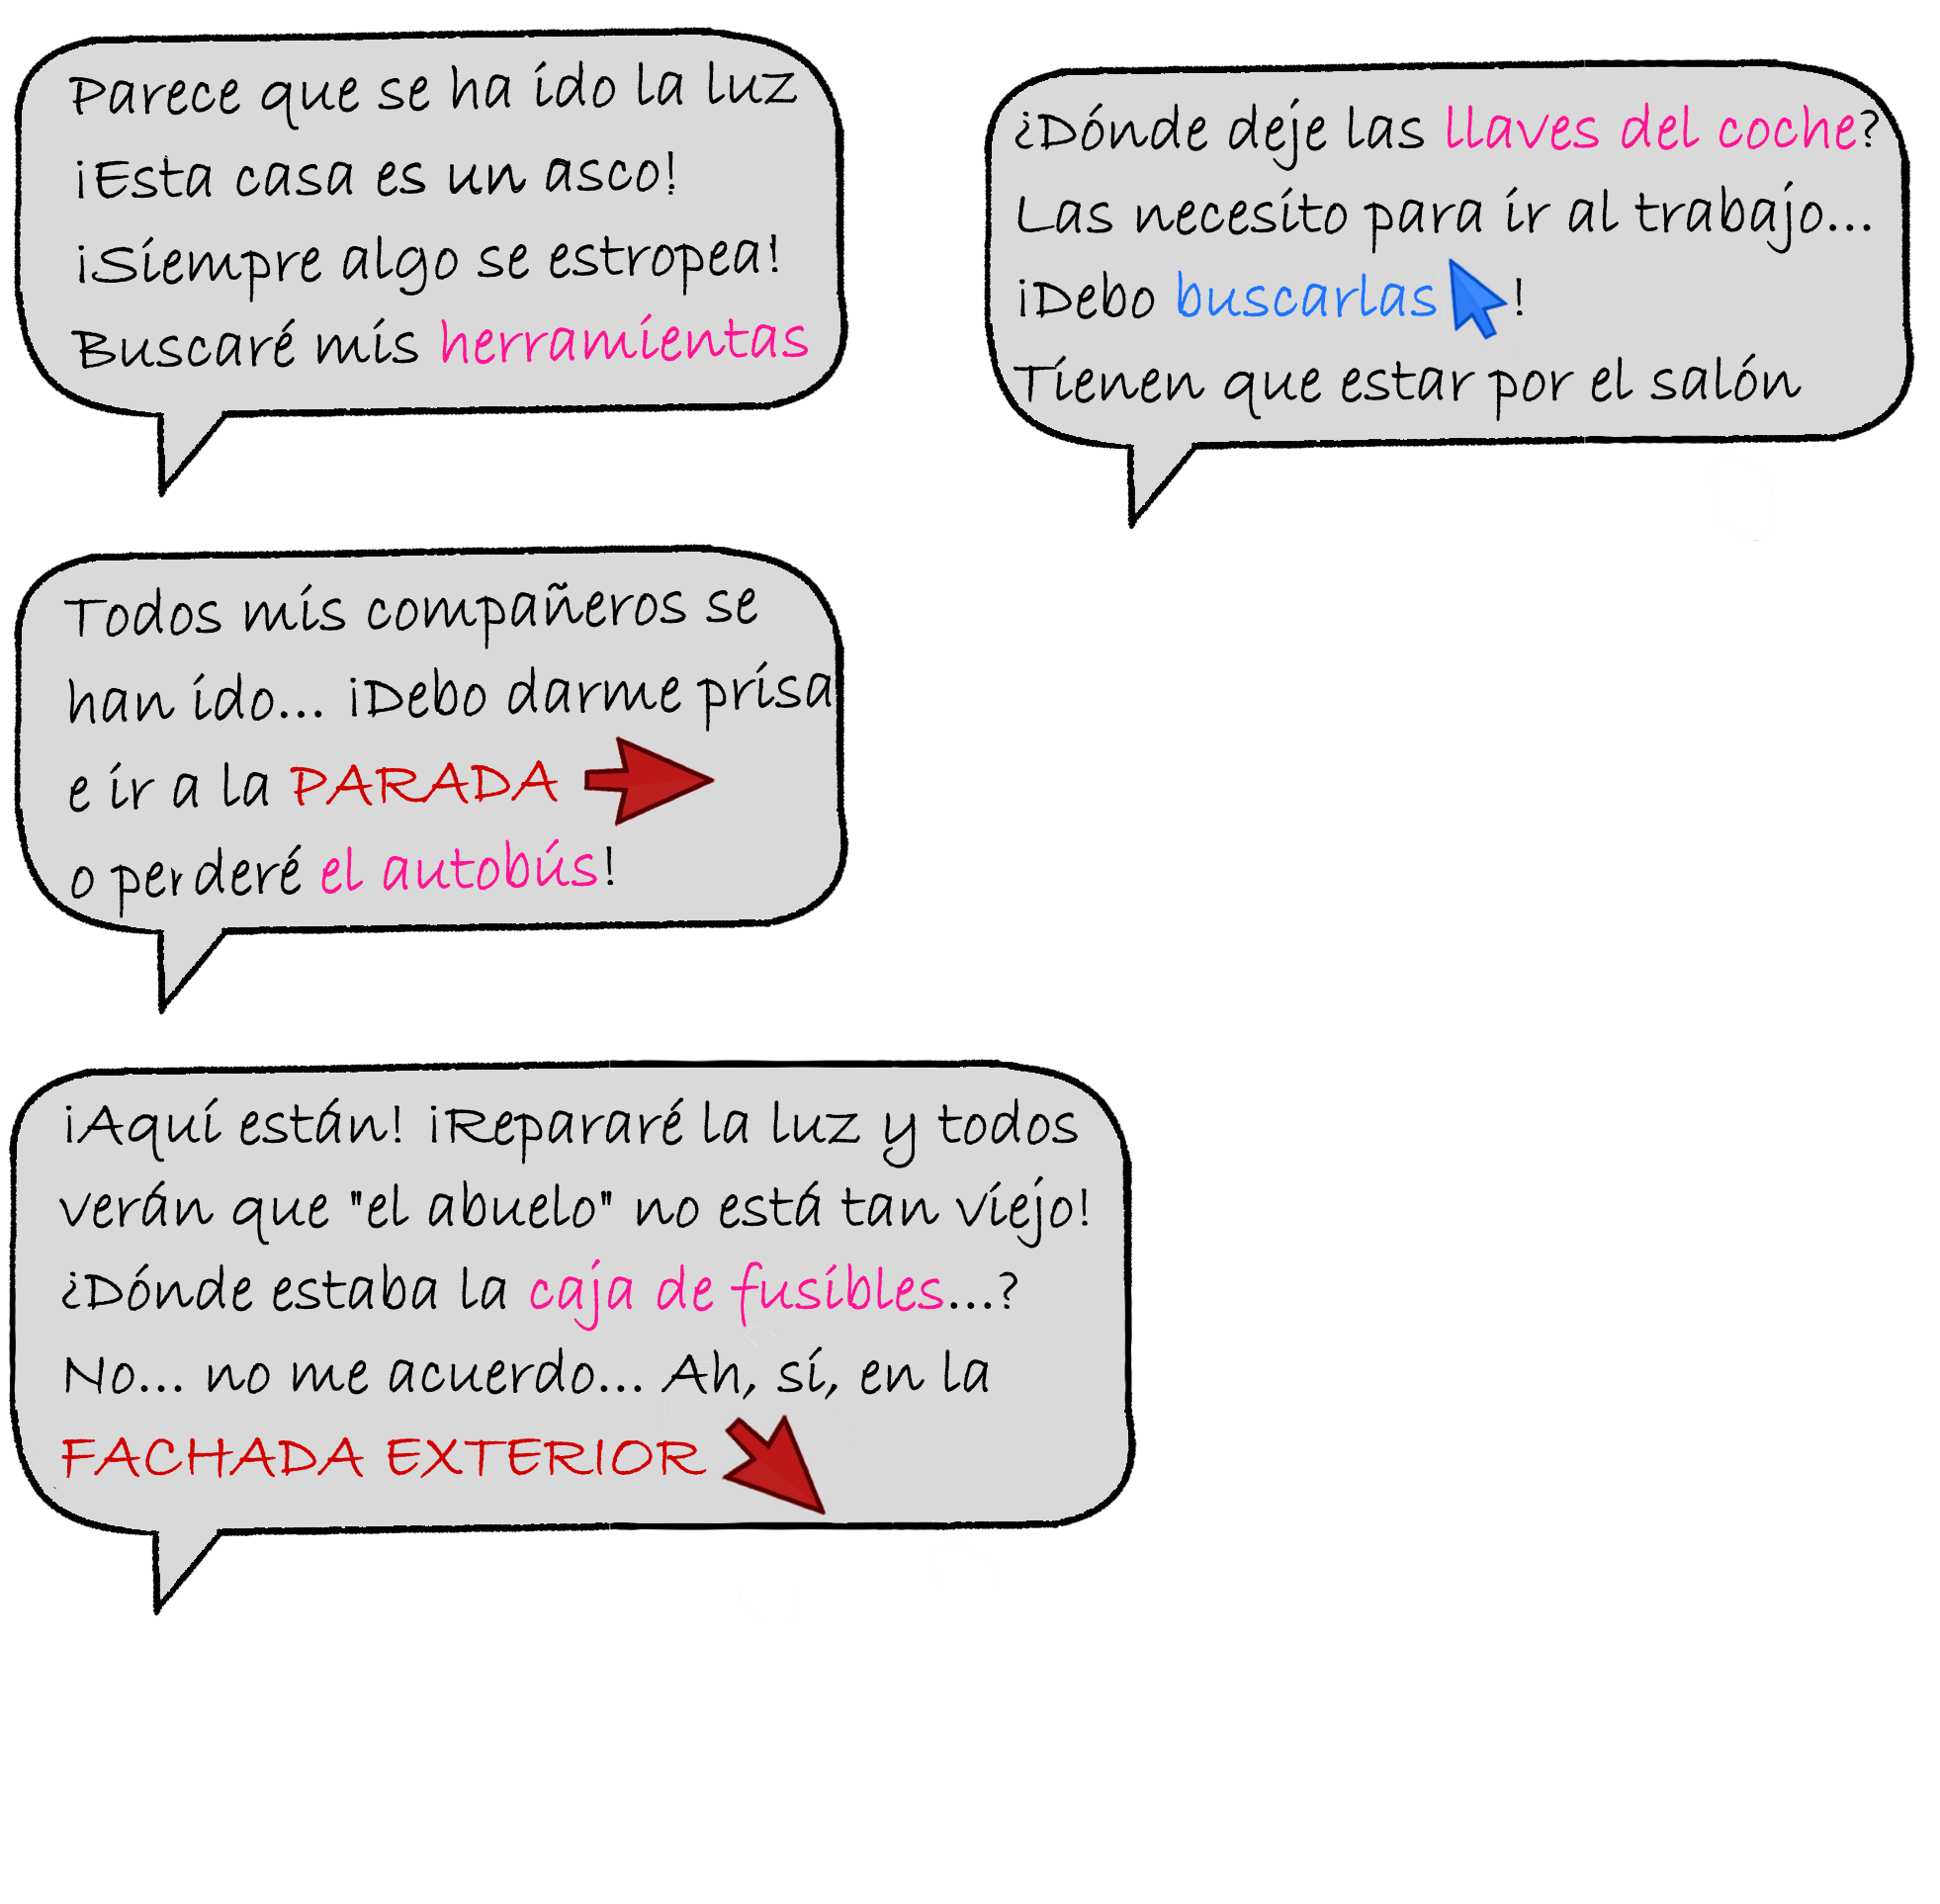 Parece que se ha ido la luz
¡Esta casa es un asco!
¡Siempre algo se estropea!
Buscaré mis herramientas
¿Dónde deje las llaves del coche?
Las necesito para ir al trabajo...
¡Debo buscarlas!
Tienen que estar por el salón
Todos mis compañeros se
han ido... ¡Debo darme prisa
e ir a la PARADA
o perderé el autobús!
¡Aquí están! ¡Repararé la luz y todos
verán que "el abuelo" no está tan viejo!
¿Dónde estaba la caja de fusibles...?
No... no me acuerdo... Ah, sí, en la
FACHADA EXTERIOR